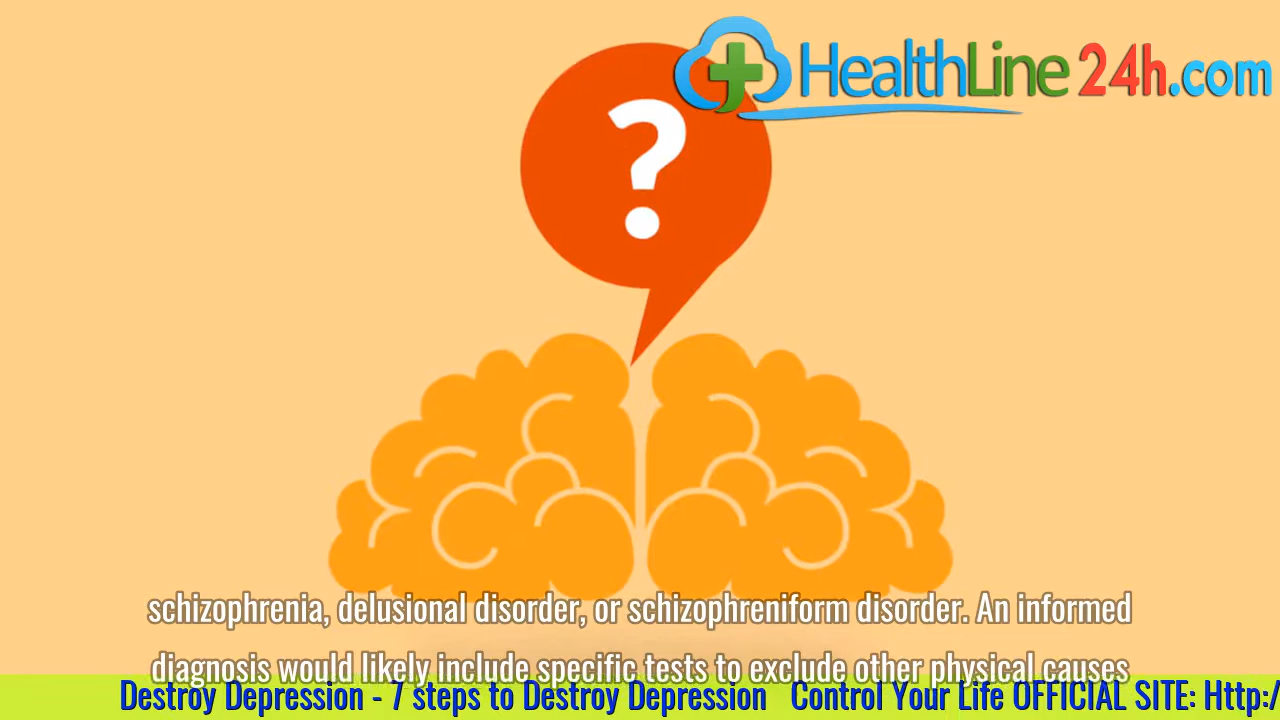 HealthLine24h.com
?
schizophrenia, delusional disorder, or schizophreniform disorder. An informed
diagnosis would likely include specific tests to exclude other physical causes
Destroy Depression - 7 steps to Destroy Depression Control Your Life OFFICIAL SITE: Http:/